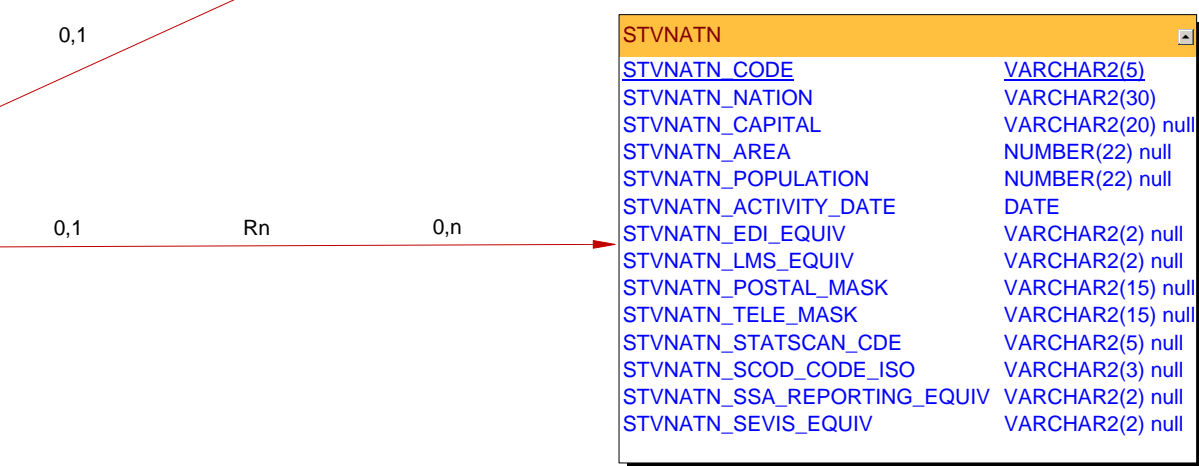 0,1
STVNATN
STVNATN_CODE VARCHAR2(5)
STVNATN_NATION VARCHAR2(30)
STVNATN_CAPITAL VARCHAR2(20) null
STVNATN_AREA NUMBER(22) null
STVNATN_POPULATION NUMBER(22) null
STVNATN_ACTIVITY_DATE DATE
0,1 Rn 0,n
STVNATN_EDI_EQUIV VARCHAR2(2) null
STVNATN_LMS_EQUIV VARCHAR2(2) null
STVNATN_POSTAL_MASK VARCHAR2(15) null
STVNATN_TELE_MASK VARCHAR2(15) null
STVNATN_STATSCAN_CDE VARCHAR2(5) null
STVNATN_SCOD_CODE_ISO VARCHAR2(3) null
STVNATN_SSA_REPORTING_EQUIV VARCHAR2(2) null
STVNATN_SEVIS_EQUIV VARCHAR2(2) null